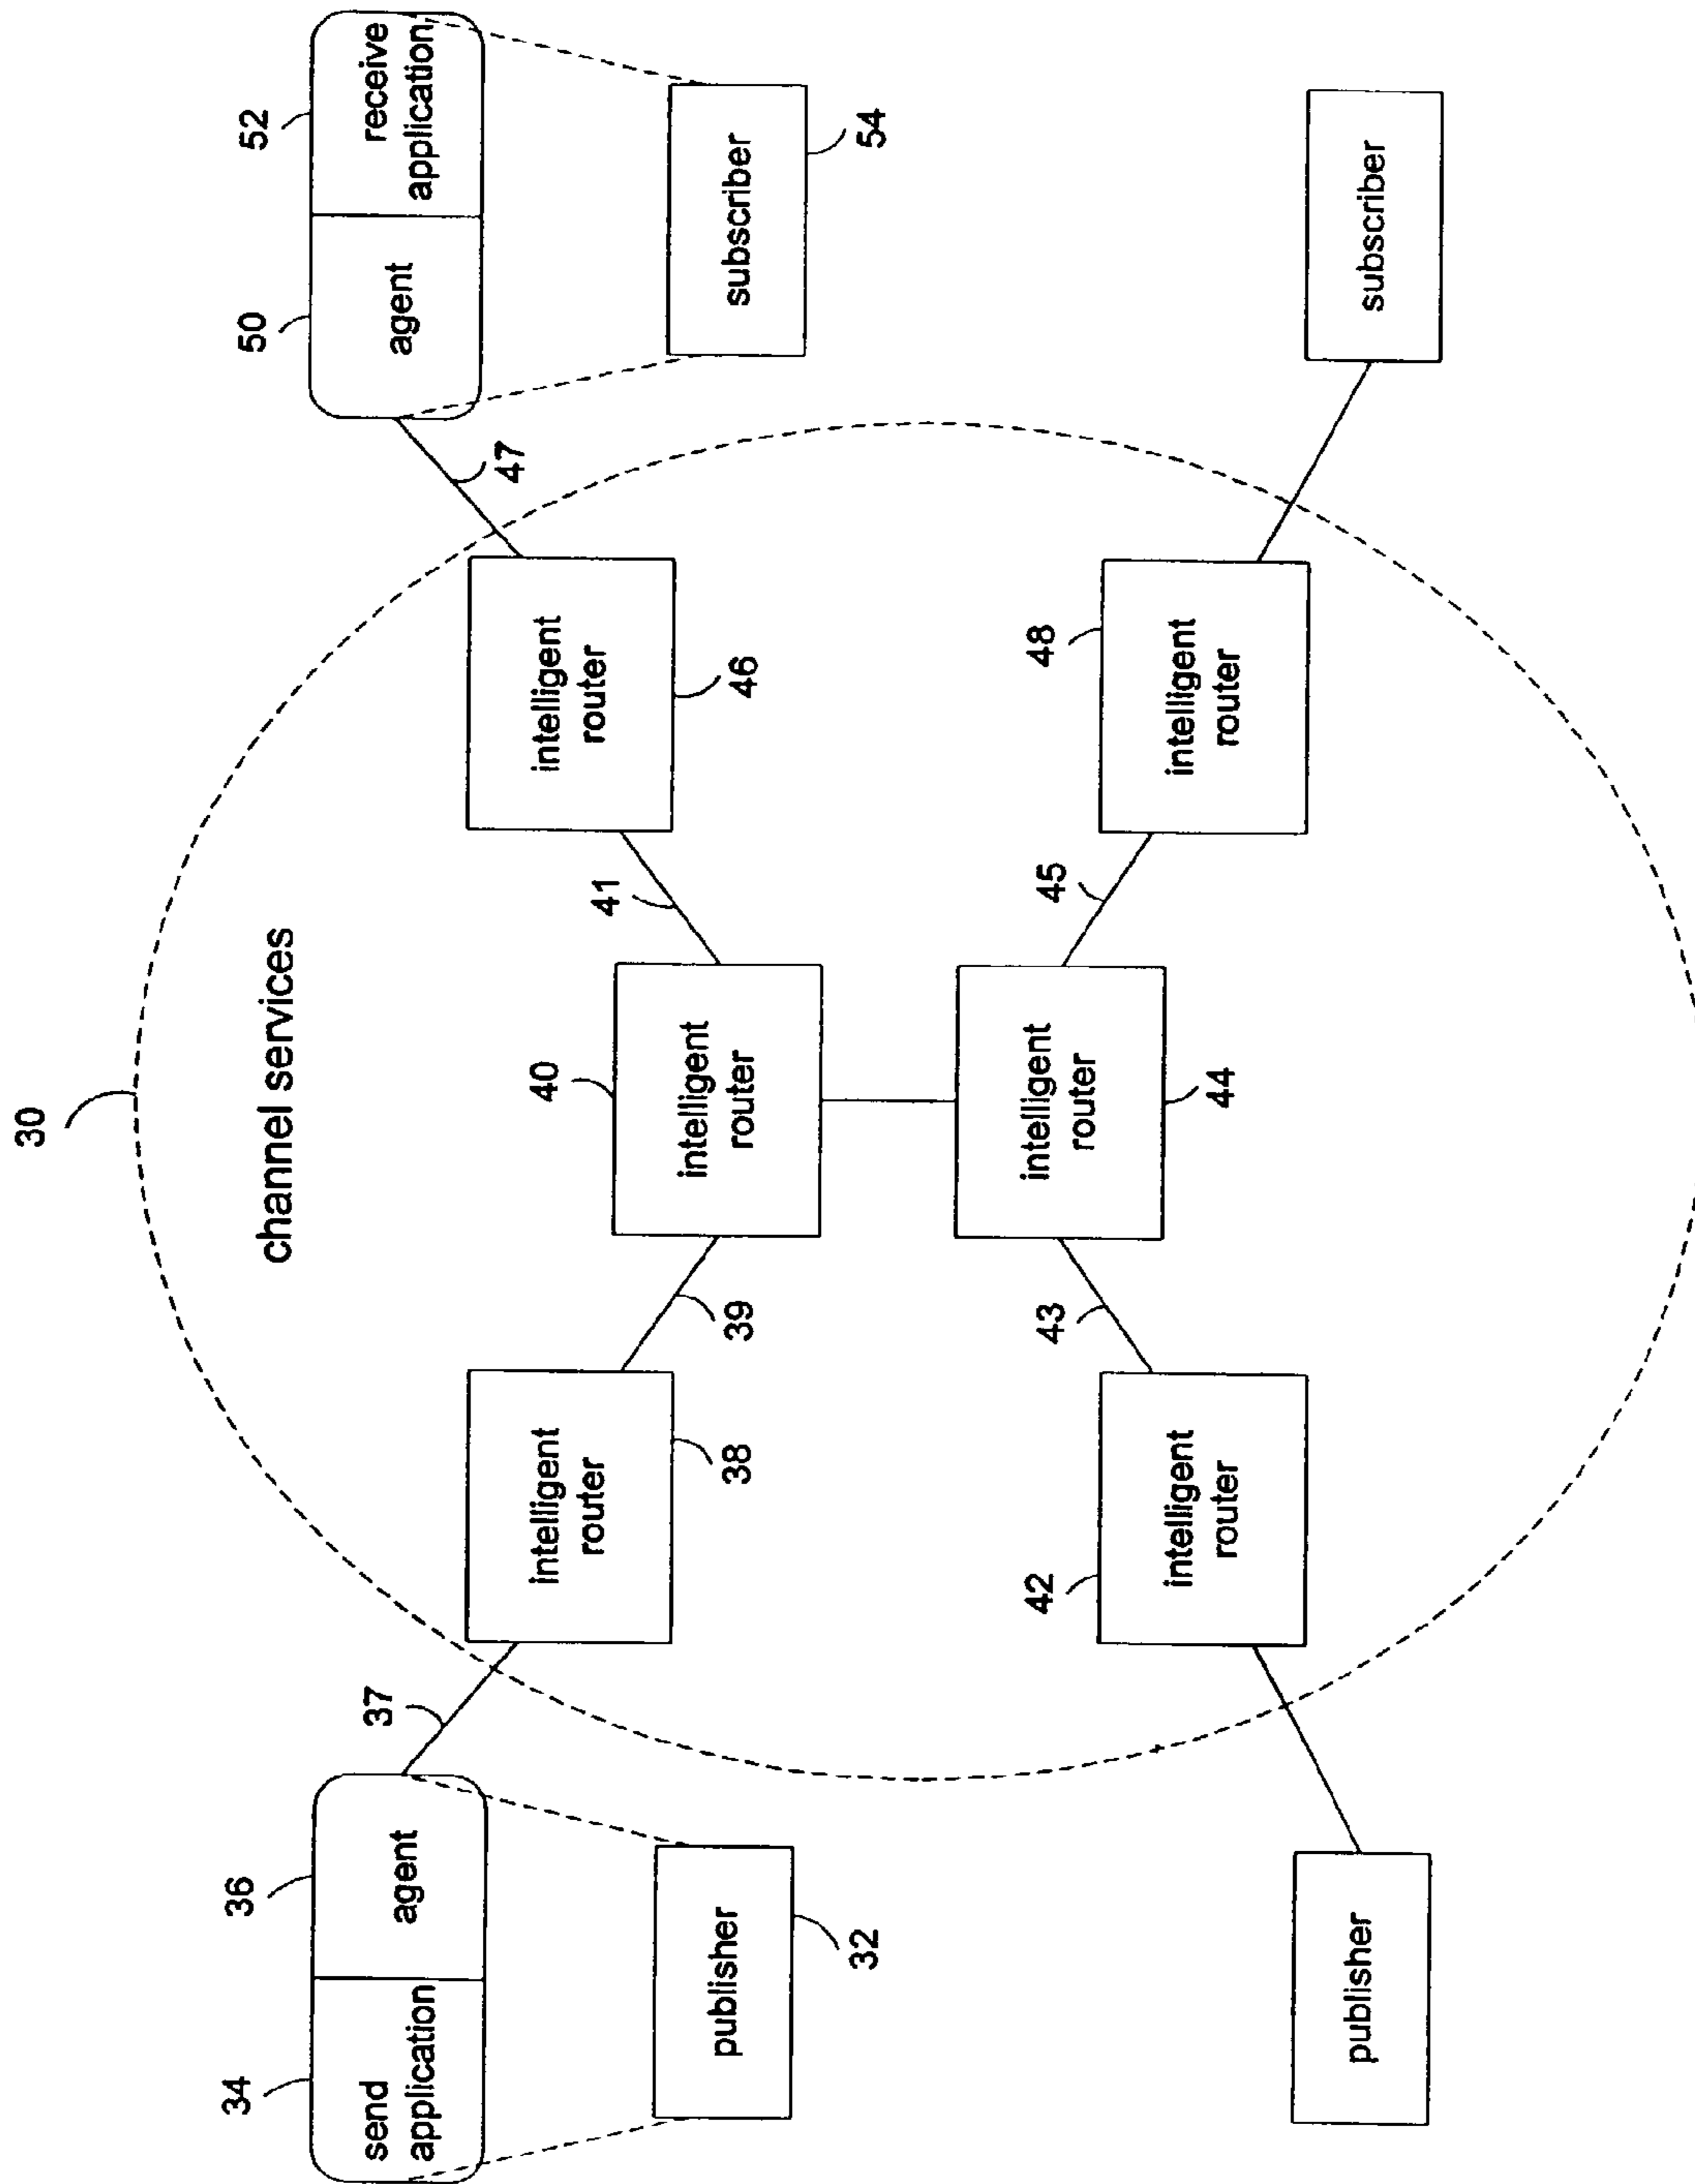 30
channel services
34
36
send
application
agent
37
publisher
32
intelligent
router
38
39
40
intelligent
router
41
intelligent
router
46
47
50
52
agent
receive
application
subscriber
54
42
intelligent
router
43
intelligent
router
44
45
48
intelligent
router
publisher
subscriber